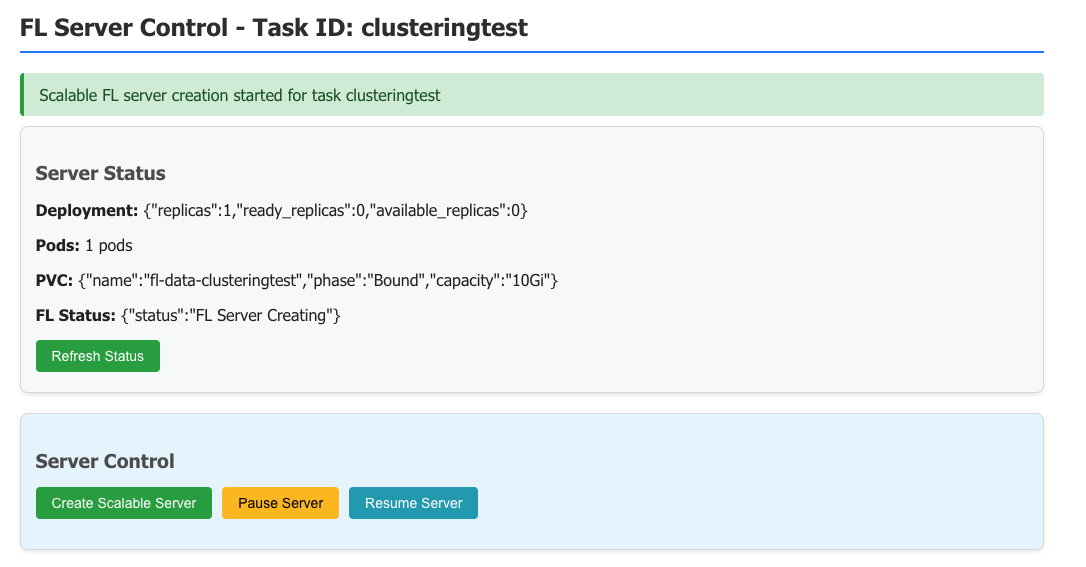 FL Server Control - Task ID: clusteringtest
Scalable FL server creation started for task clusteringtest
Server Status
Deployment: {"replicas":1,"ready_replicas":0,"available_replicas":0}
Pods: 1 pods
PVC: {"name":"fl-data-clusteringtest","phase":"Bound","capacity":"10Gi"}
FL Status: {"status":"FL Server Creating"}
Refresh Status
Server Control
Create Scalable Server Pause Server Resume Server